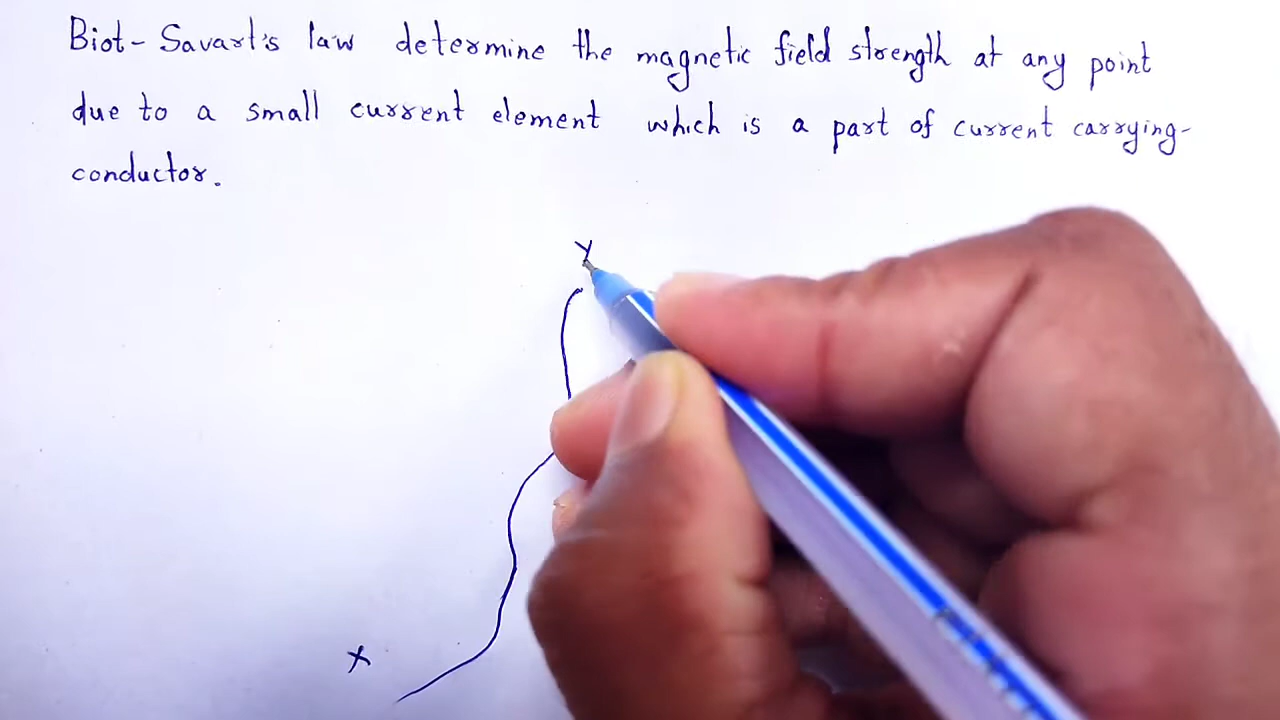 Biot-Savart's law determine the magnetic field strength at any point
due to a small current element which is a part of current carrying-
conductor.
Y
X